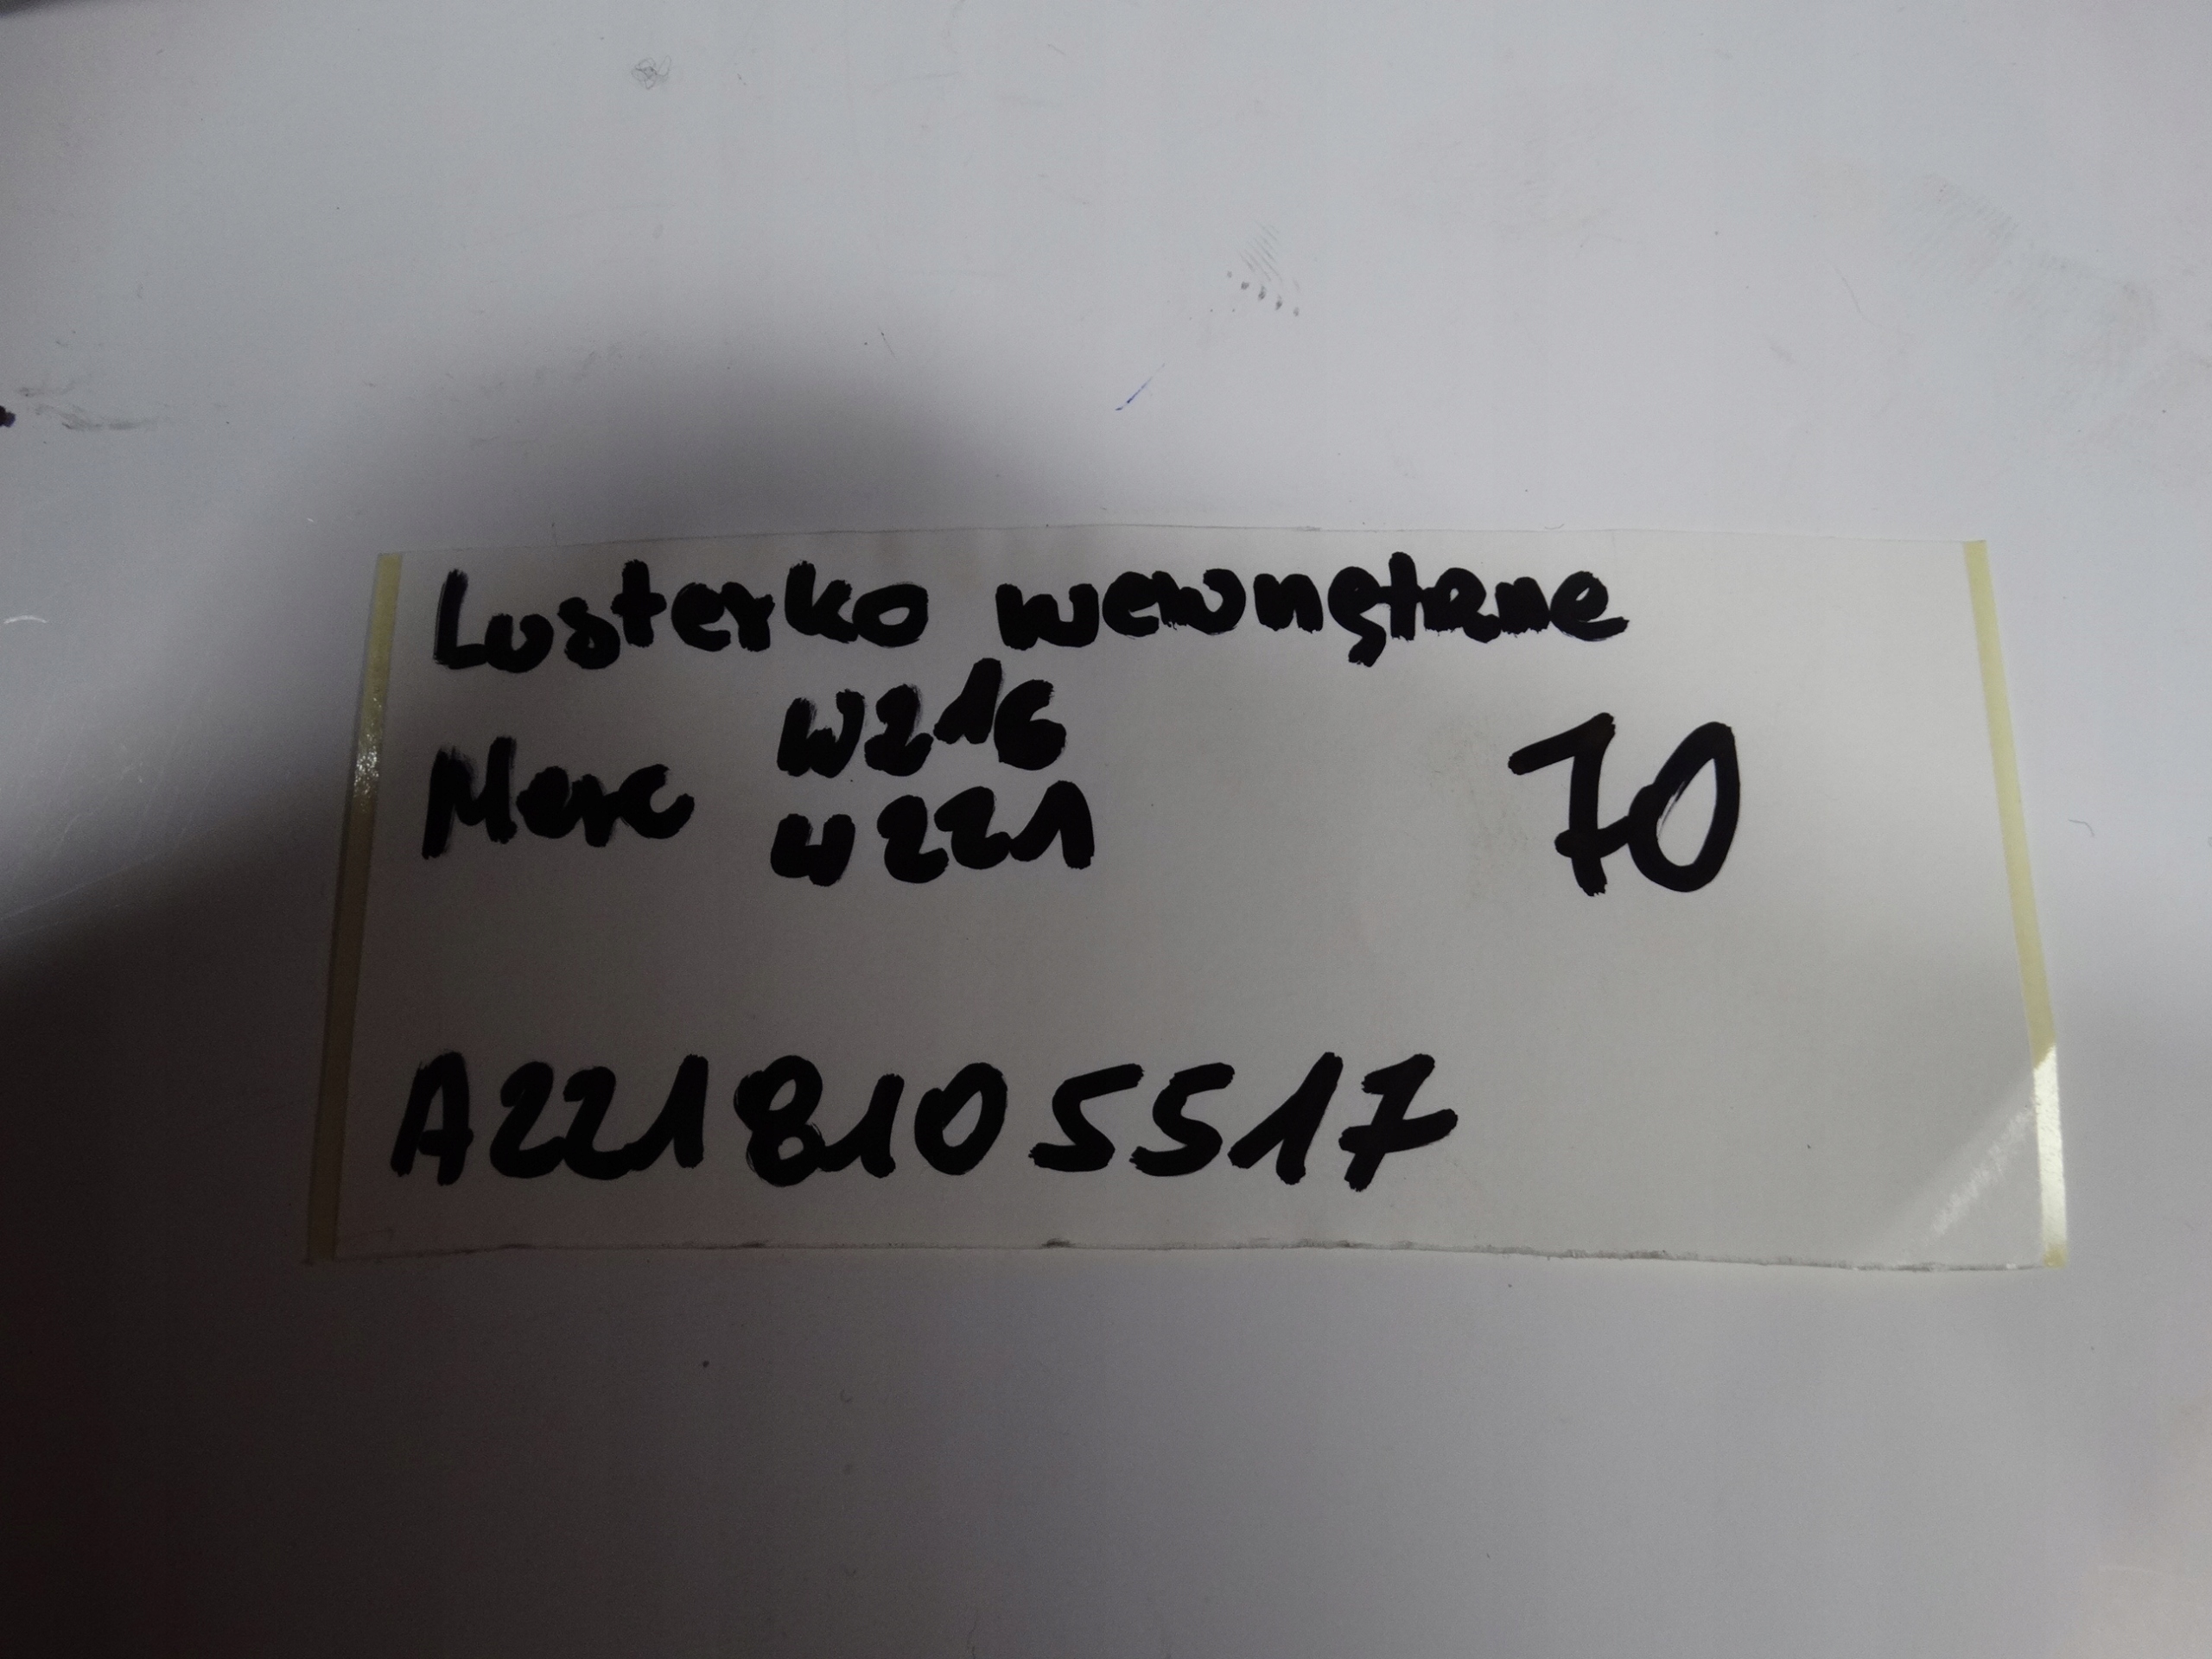 Lusterko wewnętrzne
Merc W216 70
W221
A2218105517